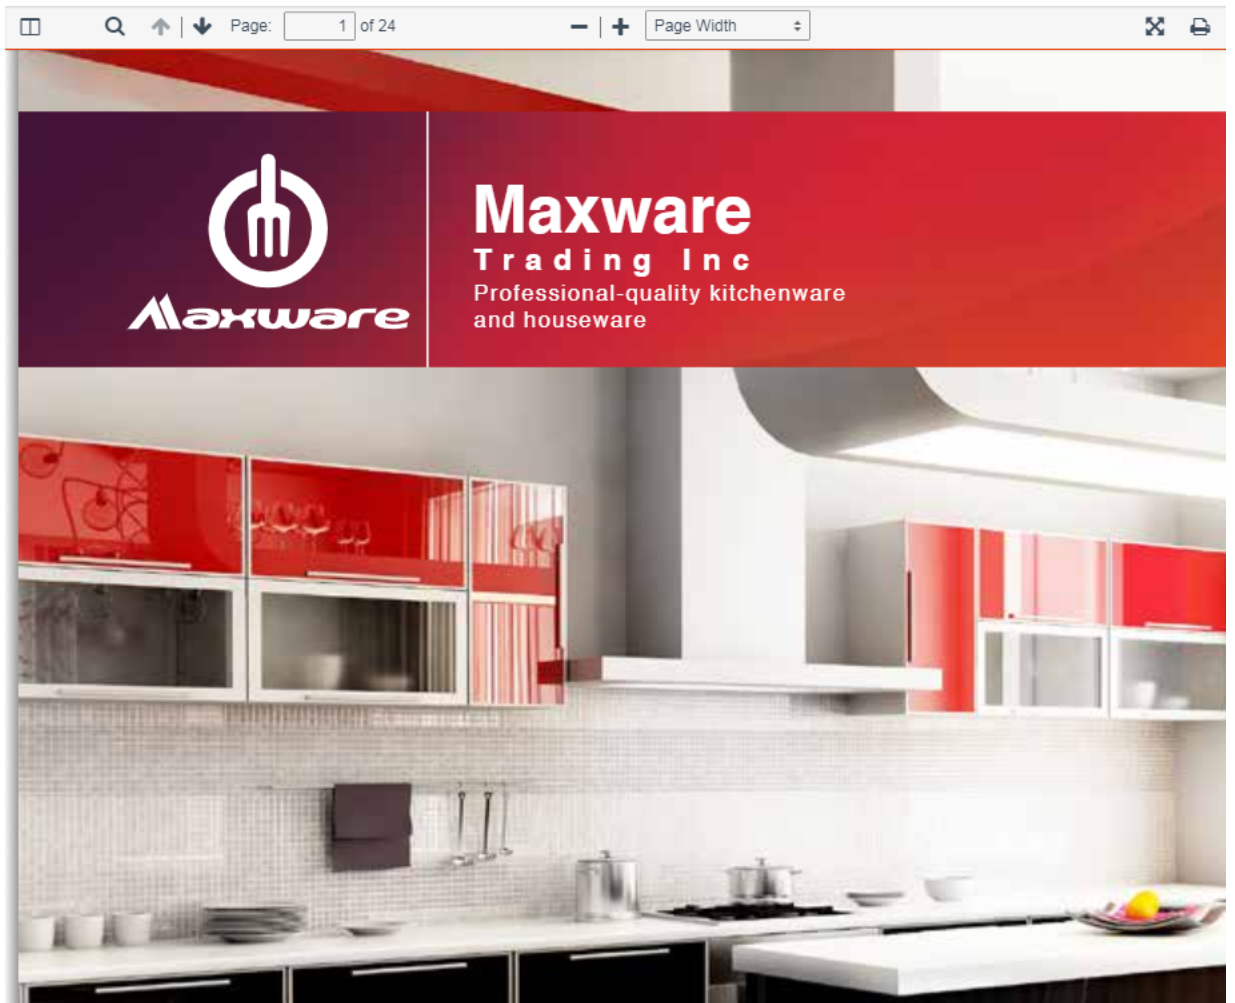 Page: 1 of 24 Page Width
Maxware
Maxware
Trading Inc
Professional-quality kitchenware
and houseware